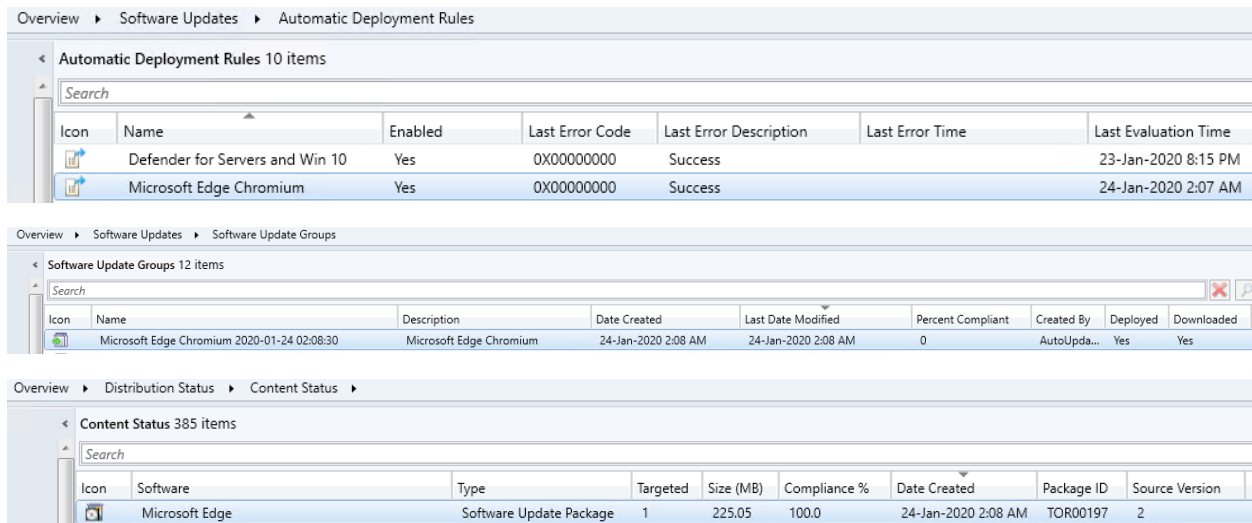 Overview ▸ Software Updates ▸ Automatic Deployment Rules
Automatic Deployment Rules 10 items
Search
Icon Name Enabled Last Error Code Last Error Description Last Error Time Last Evaluation Time
Defender for Servers and Win 10 Yes 0X00000000 Success 23-Jan-2020 8:15 PM
Microsoft Edge Chromium Yes 0X00000000 Success 24-Jan-2020 2:07 AM
Overview ▸ Software Updates ▸ Software Update Groups
Software Update Groups 12 items
Search
Icon Name Description Date Created Last Date Modified Percent Compliant Created By Deployed Downloaded
Microsoft Edge Chromium 2020-01-24 02:08:30 Microsoft Edge Chromium 24-Jan-2020 2:08 AM 24-Jan-2020 2:08 AM 0 AutoUpda... Yes Yes
Overview ▸ Distribution Status ▸ Content Status ▸
Content Status 385 items
Search
Icon Software Type Targeted Size (MB) Compliance % Date Created Package ID Source Version
Microsoft Edge Software Update Package 1 225.05 100.0 24-Jan-2020 2:08 AM TOR00197 2